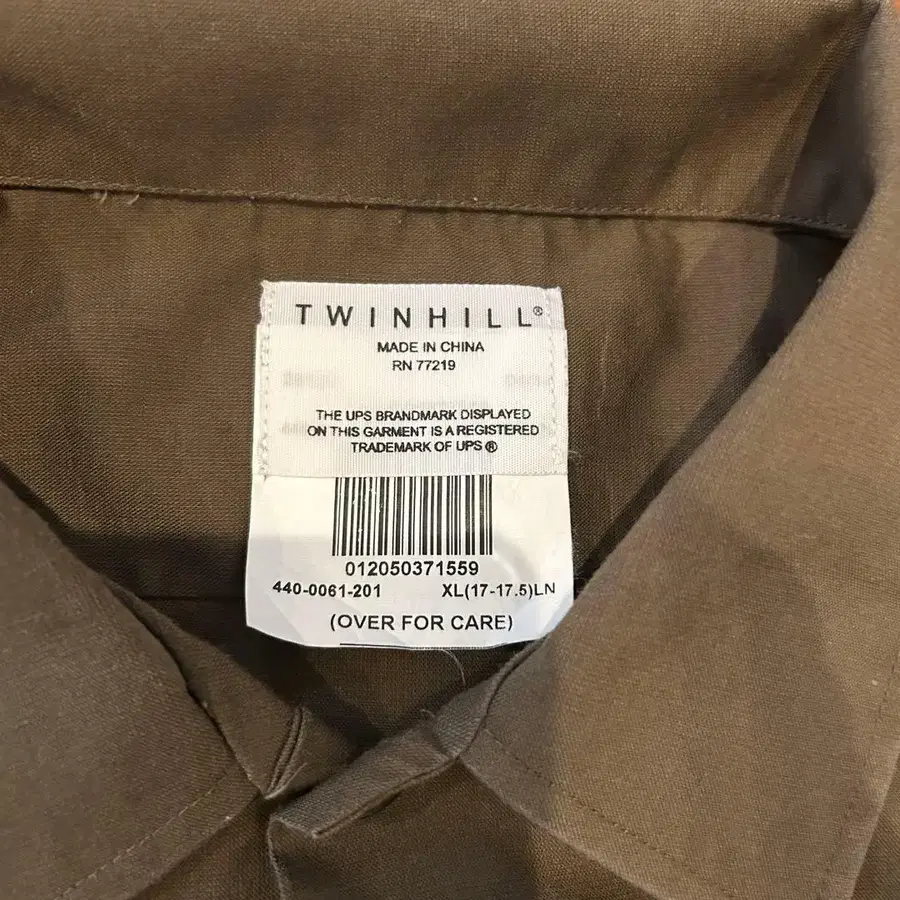 TWINHILL®
MADE IN CHINA
RN 77219
THE UPS BRANDMARK DISPLAYED
ON THIS GARMENT IS A REGISTERED
TRADEMARK OF UPS ®
012050371559
440-0061-201 XL(17-17.5)LN
(OVER FOR CARE)